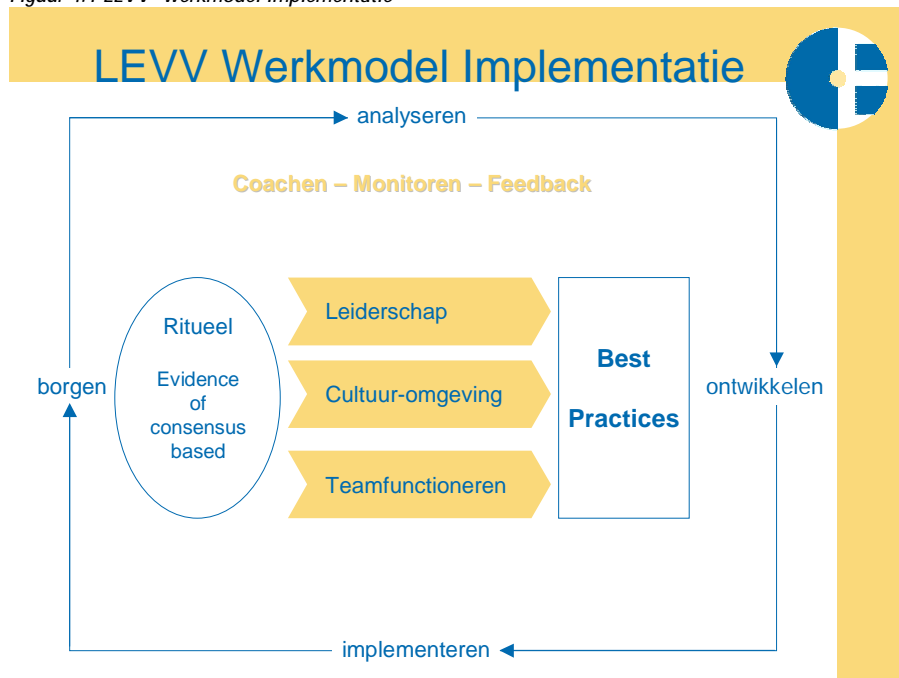 LEVV Werkmodel Implementatie
analyseren
Coachen – Monitoren – Feedback
Ritueel
Evidence
of
consensus
based
Leiderschap
Cultuur-omgeving
Teamfunctioneren
Best
Practices
borgen
ontwikkelen
implementeren